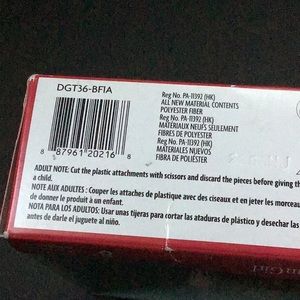 DGT36-BF1A
8 87961 20216 8
Reg No. PA-11392 (HK)
ALL NEW MATERIAL CONTENTS
POLYESTER FIBER
Reg No. PA-11392 (HK)
MATÉRIAUX NEUFS SEULEMENT
FIBRES DE POLYESTER
Reg No. PA-11392 (HK)
MATERIALES NUEVOS
FIBRA DE POLIÉSTER
ADULT NOTE: Cut the plastic attachments with scissors and discard the pieces before giving t
a child.
NOTE AUX ADULTES : Couper les attaches de plastique avec des ciseaux et en jeter les morceau
de donner le produit à un enfant.
NOTA PARA LOS ADULTOS: Usar unas tijeras para cortar las ataduras de plástico y desechar las
antes de darle el juguete al niño.